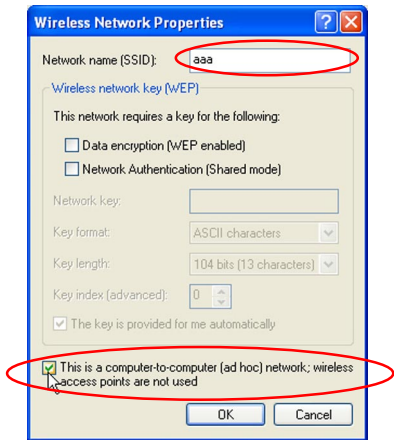 Wireless Network Properties
Network name (SSID): aaa
Wireless network key (WEP)
This network requires a key for the following:
Data encryption (WEP enabled)
Network Authentication (Shared mode)
Network key:
Key format: ASCII characters
Key length: 104 bits (13 characters)
Key index (advanced): 0
The key is provided for me automatically
This is a computer-to-computer (ad hoc) network; wireless
access points are not used
OK Cancel